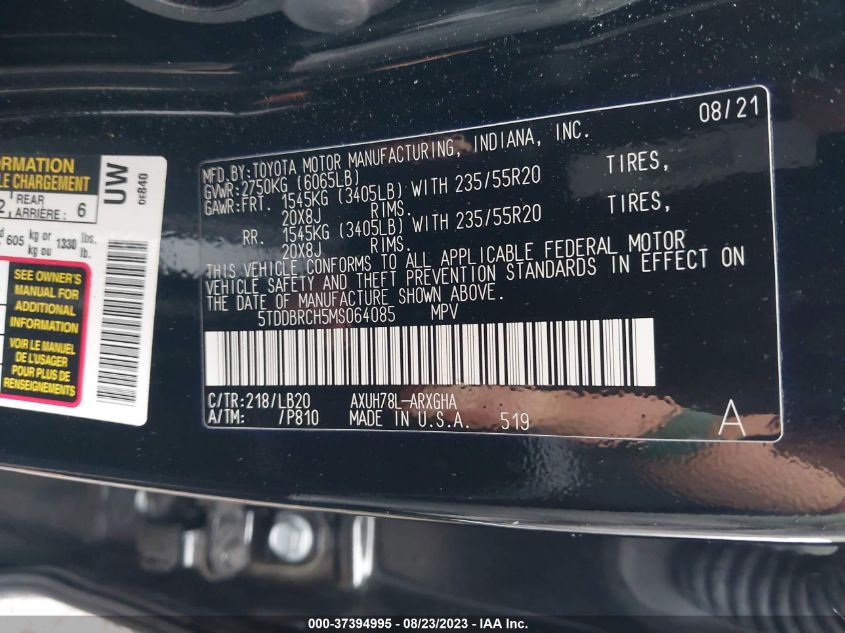 08/21
MFD.BY:TOYOTA MOTOR MANUFACTURING, INDIANA, INC.
GVWR:2750KG (6065LB)
GAWR:FRT. 1545KG (3405LB) WITH 235/55R20 TIRES,
20X8J RIMS.
RR. 1545KG (3405LB) WITH 235/55R20 TIRES,
20X8J RIMS.
THIS VEHICLE CONFORMS TO ALL APPLICABLE FEDERAL MOTOR
VEHICLE SAFETY AND THEFT PREVENTION STANDARDS IN EFFECT ON
THE DATE OF MANUFACTURE SHOWN ABOVE.
5TDDBRCH5MS064085 MPV
C/TR:218/LB20 AXUH78L-ARXGHA
A/TM: /P810 MADE IN U.S.A. 519
A
CHARGEMENT
REAR
ARRIÈRE: 6
605 kg or 1330 lbs.
kg ou lb.
UW
0E840
SEE OWNER'S
MANUAL FOR
ADDITIONAL
INFORMATION
VOIR LE MANUEL
DE L'USAGER
POUR PLUS DE
RENSEIGNEMENTS
000-37394995 - 08/23/2023 - IAA Inc.